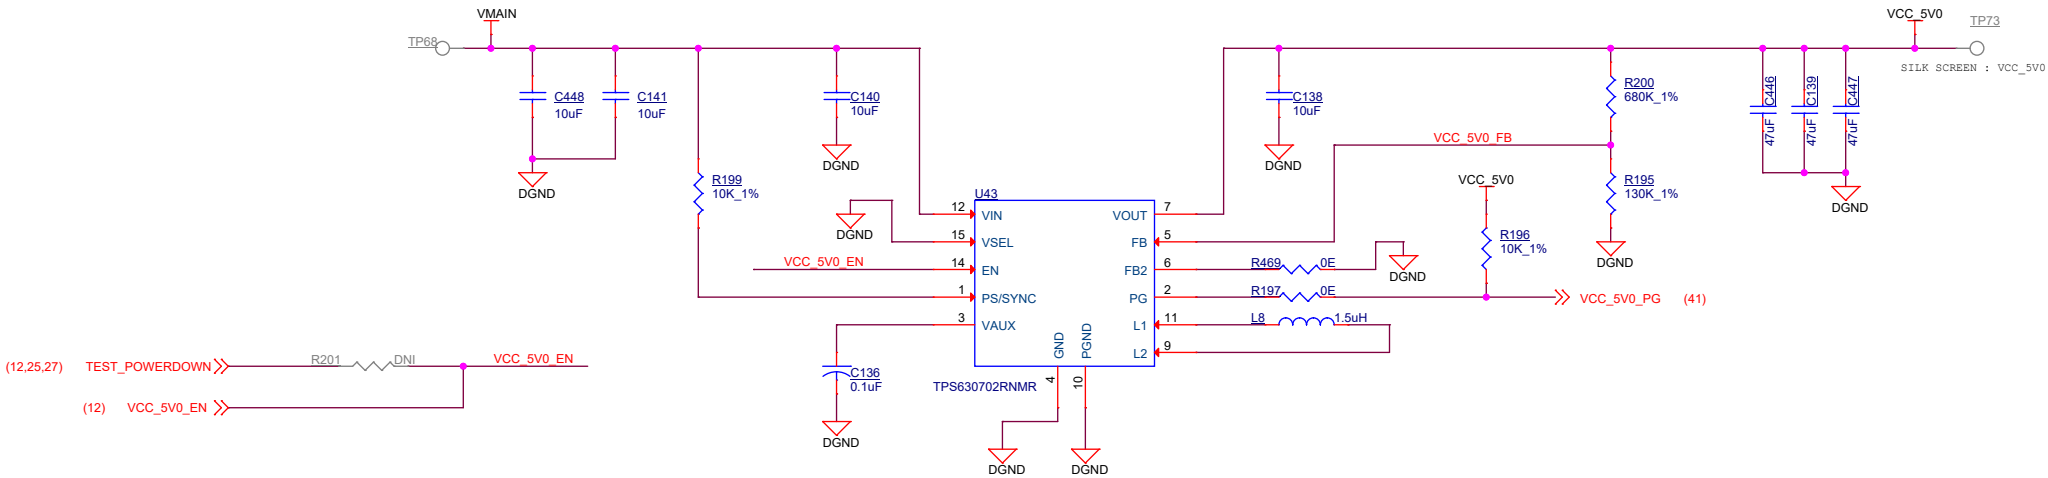 VMAIN
VCC_5V0
TP68
TP73
SILK SCREEN : VCC_5V0
C448
10uF
C141
10uF
C140
10uF
C138
10uF
R200
680K_1%
C446
47uF
C139
47uF
C447
47uF
VCC_5V0_FB
DGND
DGND
DGND
R199
10K_1%
VCC_5V0
R195
130K_1%
DGND
U43
12
VIN
VOUT
7
DGND
15
VSEL
FB
5
R196
10K_1%
DGND
VCC_5V0_EN
14
EN
FB2
6
R469
0E
DGND
1
PS/SYNC
PG
2
R197
0E
VCC_5V0_PG
(41)
3
VAUX
L1
11
L8
1.5uH
GND
PGND
L2
9
(12,25,27)
TEST_POWERDOWN
R201
DNI
VCC_5V0_EN
C136
0.1uF
TPS630702RNMR
4
10
(12)
VCC_5V0_EN
DGND
DGND
DGND